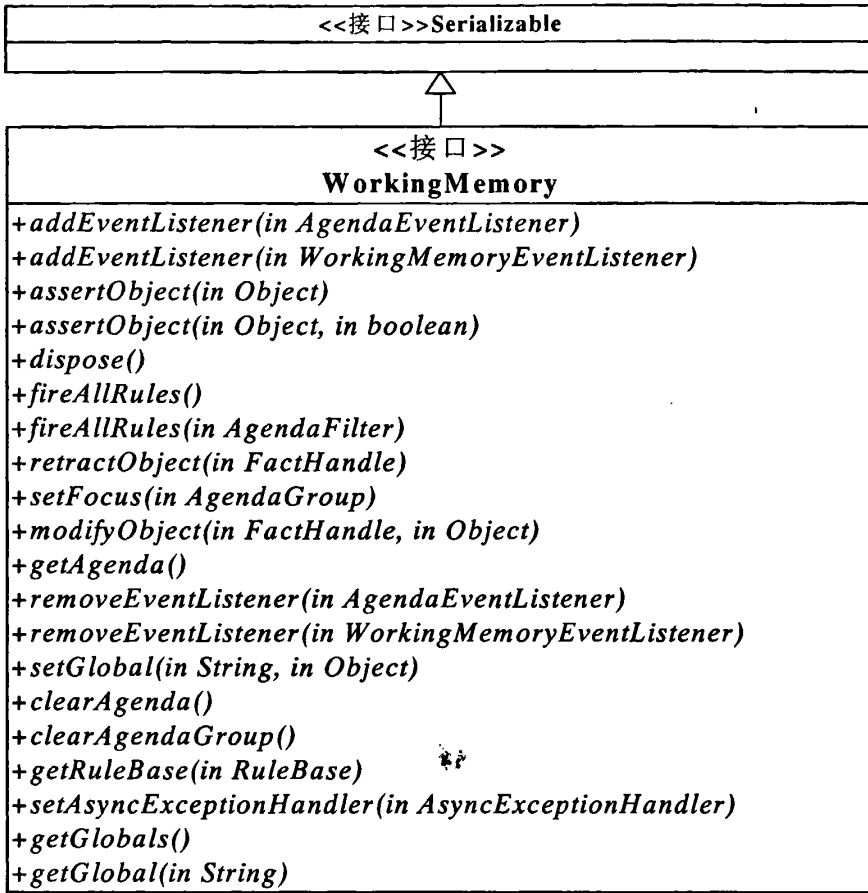 <<接口>>Serializable
<<接口>>
WorkingMemory
+addEventListener(in AgendaEventListener)
+addEventListener(in WorkingMemoryEventListener)
+assertObject(in Object)
+assertObject(in Object, in boolean)
+dispose()
+fireAllRules()
+fireAllRules(in AgendaFilter)
+retractObject(in FactHandle)
+setFocus(in AgendaGroup)
+modifyObject(in FactHandle, in Object)
+getAgenda()
+removeEventListener(in AgendaEventListener)
+removeEventListener(in WorkingMemoryEventListener)
+setGlobal(in String, in Object)
+clearAgenda()
+clearAgendaGroup()
+getRuleBase(in RuleBase)
+setAsyncExceptionHandler(in AsyncExceptionHandler)
+getGlobals()
+getGlobal(in String)